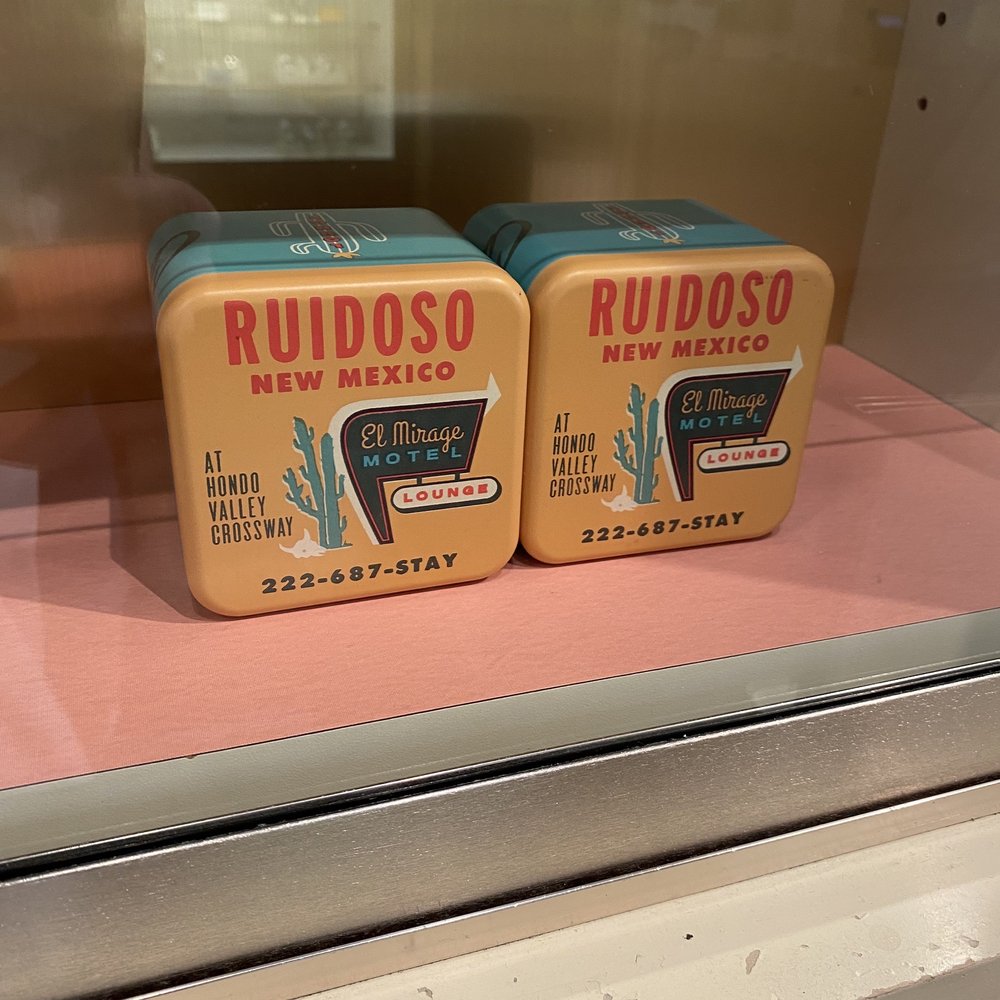 RUIDOSO
NEW MEXICO
AT
HONDO
VALLEY
CROSSWAY
El Mirage
MOTEL
LOUNGE
222-687-STAY
RUIDOSO
NEW MEXICO
AT
HONDO
VALLEY
CROSSWAY
El Mirage
MOTEL
LOUNGE
222-687-STAY